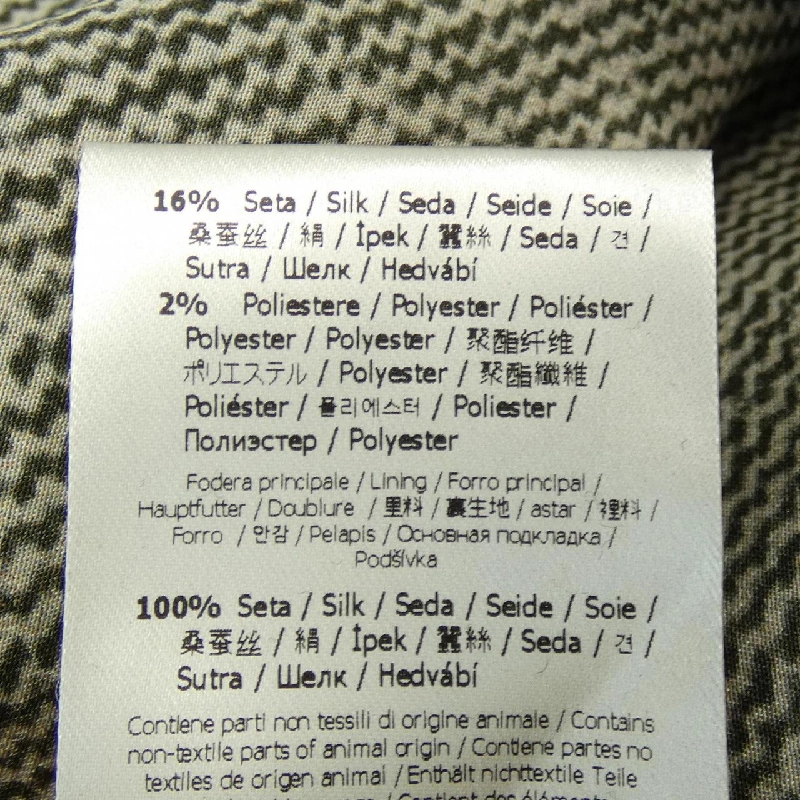 16% Seta / Silk / Seda / Seide / Soie /
桑蚕丝 / 絹 / İpek / 蠶絲 / Seda / 견 /
Sutra / Шелк / Hedvábí
2% Poliestere / Polyester / Poliéster /
Polyester / Polyester / 聚酯纤维 /
ポリエステル / Polyester / 聚酯纖維 /
Poliéster / 폴리에스터 / Poliester /
Полиэстер / Polyester
Fodera principale / Lining / Forro principal /
Hauptfutter / Doublure / 里料 / 裏生地 / astar / 裡料 /
Forro / 안감 / Pelapis / Основная подкладка /
Podšívka
100% Seta / Silk / Seda / Seide / Soie /
桑蚕丝 / 絹 / İpek / 蠶絲 / Seda / 견 /
Sutra / Шелк / Hedvábí
Contiene parti non tessili di origine animale / Contains
non-textile parts of animal origin / Contiene partes no
textiles de origen animal / Enthält nichttextile Teile
Contient des éléments